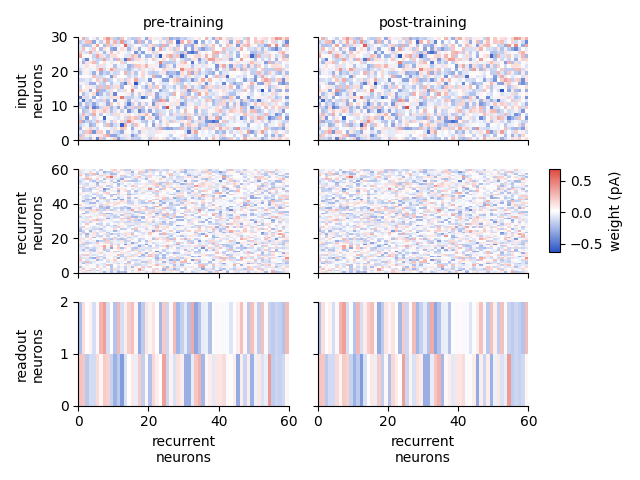 pre-training
post-training
input
neurons
30
20
10
0
recurrent
neurons
60
40
20
0
0.5
0.0
−0.5
weight (pA)
readout
neurons
2
1
0
0
20
40
60
0
20
40
60
recurrent
neurons
recurrent
neurons